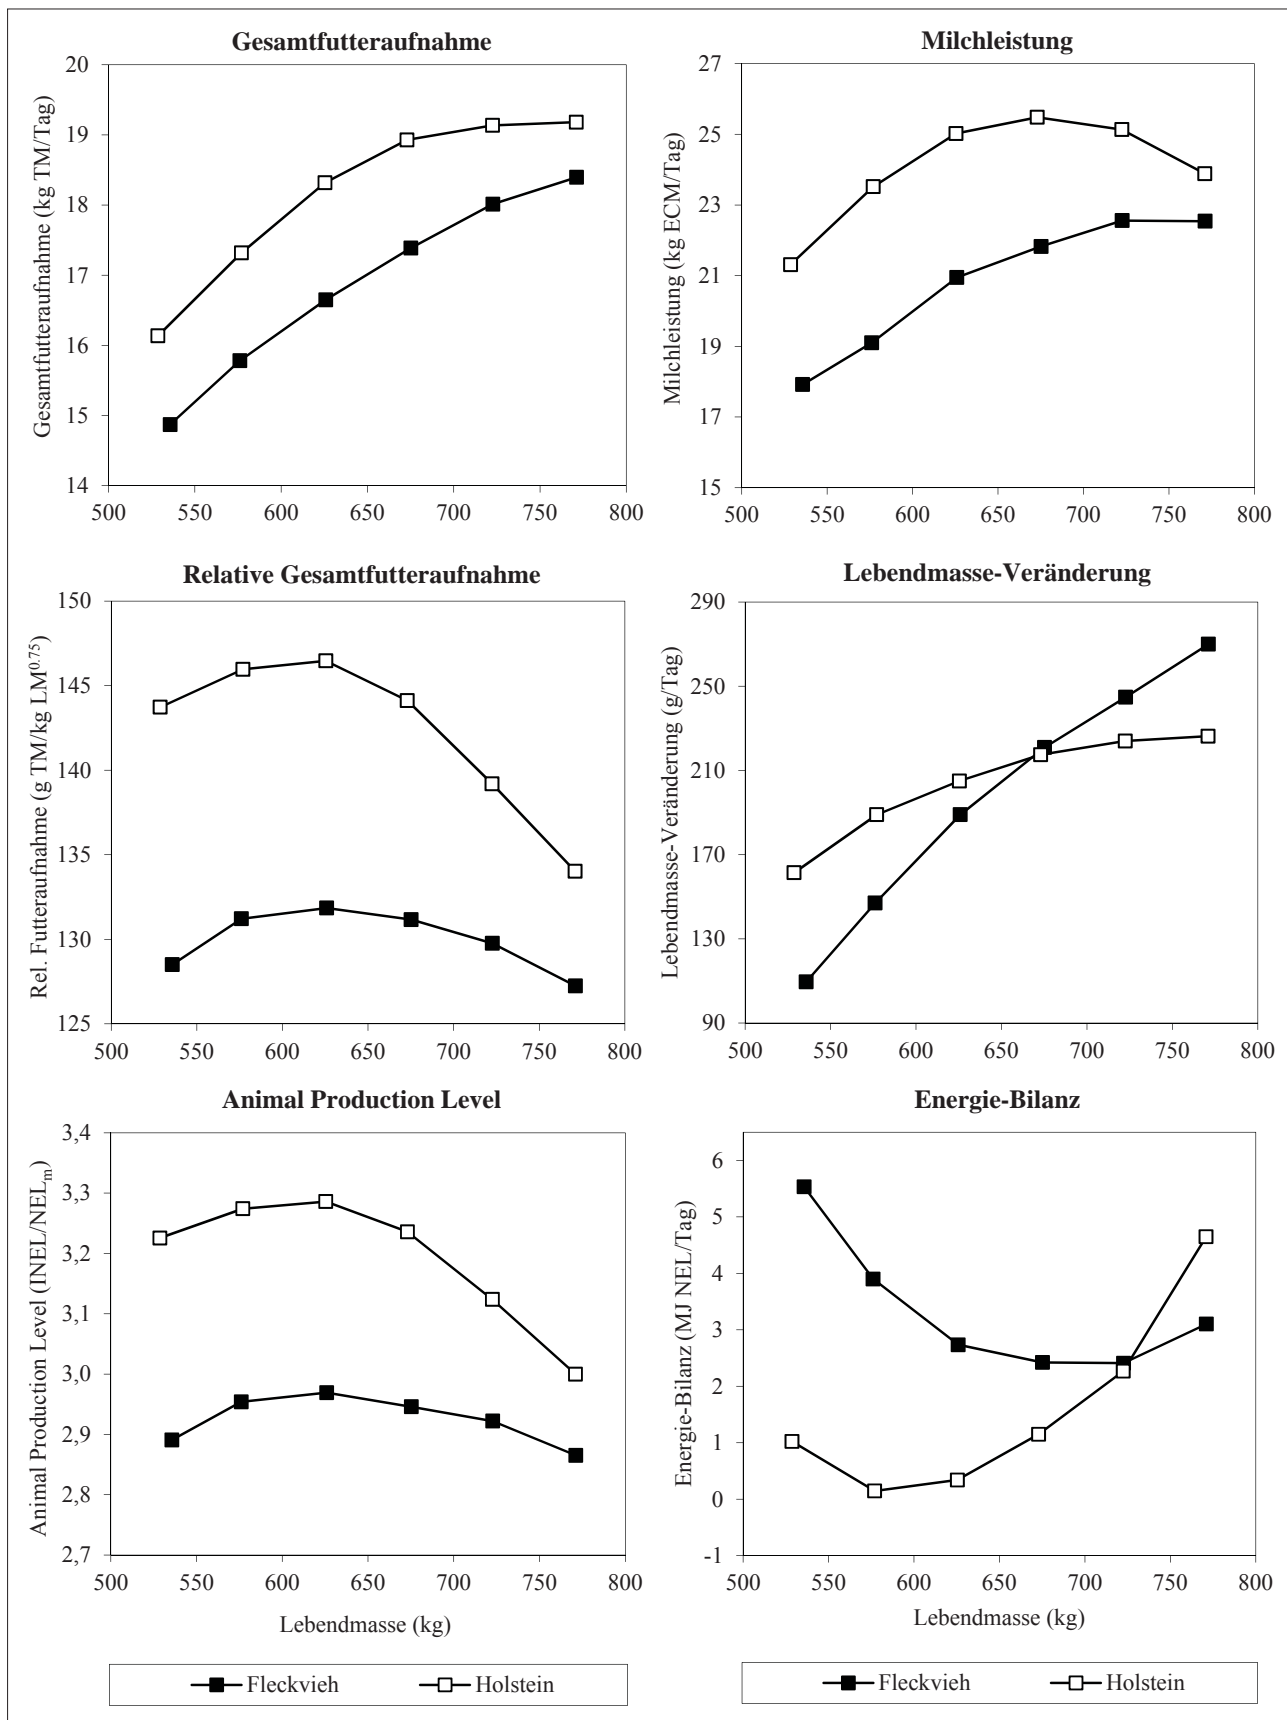 Gesamtfutteraufnahme
Gesamtfutteraufnahme (kg TM/Tag)
20
19
18
17
16
15
14
500 550 600 650 700 750 800
Milchleistung
Milchleistung (kg ECM/Tag)
27
25
23
21
19
17
15
500 550 600 650 700 750 800
Relative Gesamtfutteraufnahme
Rel. Futteraufnahme (g TM/kg LM^0.75)
150
145
140
135
130
125
500 550 600 650 700 750 800
Lebendmasse-Veränderung
Lebendmasse-Veränderung (g/Tag)
290
250
210
170
130
90
500 550 600 650 700 750 800
Animal Production Level
Animal Production Level (INEL/NELm)
3,4
3,3
3,2
3,1
3,0
2,9
2,8
2,7
500 550 600 650 700 750 800
Lebendmasse (kg)
Fleckvieh Holstein
Energie-Bilanz
Energie-Bilanz (MJ NEL/Tag)
6
5
4
3
2
1
0
-1
500 550 600 650 700 750 800
Lebendmasse (kg)
Fleckvieh Holstein